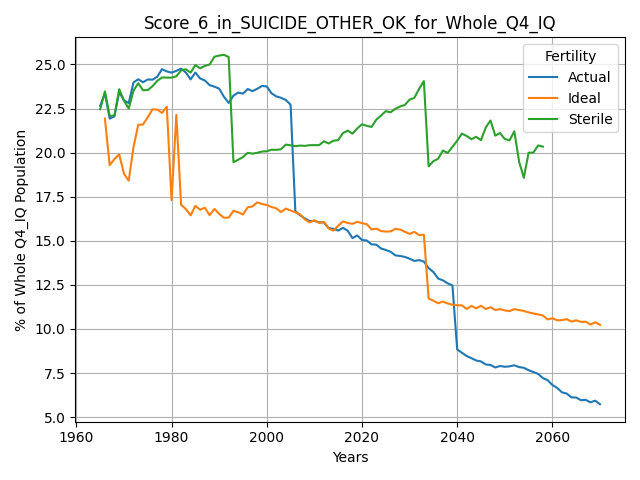 Score_6_in_SUICIDE_OTHER_OK_for_Whole_Q4_IQ
Fertility
Actual
Ideal
Sterile
% of Whole Q4_IQ Population
25.0
22.5
20.0
17.5
15.0
12.5
10.0
7.5
5.0
1960
1980
2000
2020
2040
2060
Years